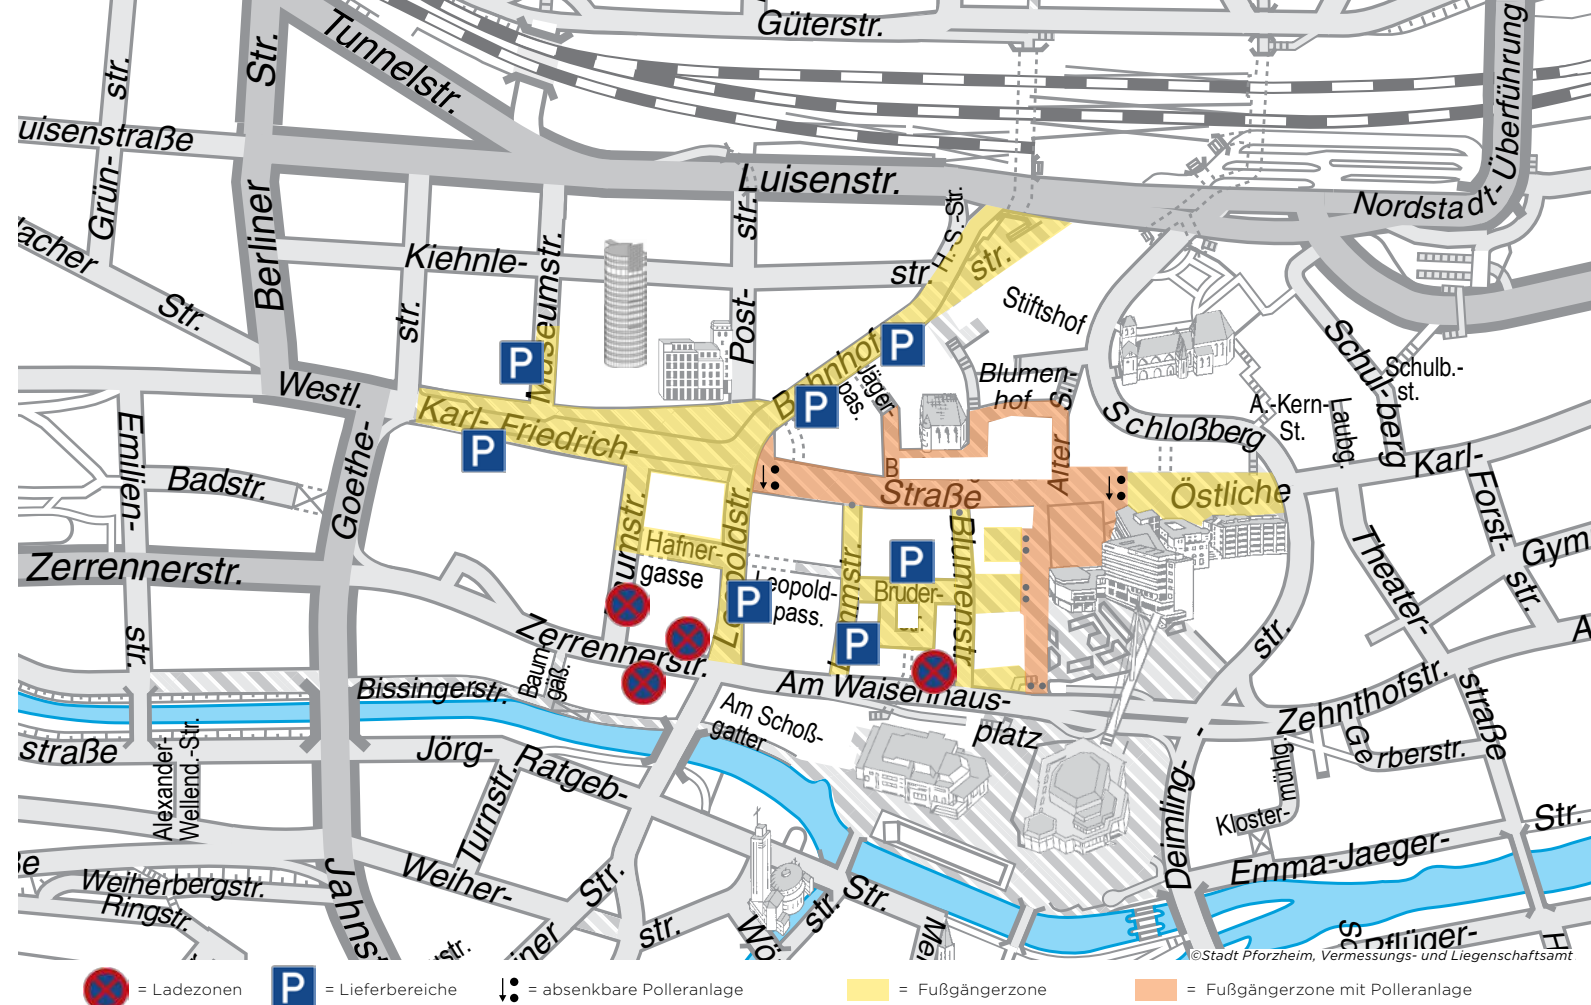 Güterstr.
Tunnelstr.
Str.
str.
Nordstadt-Überführung
uisenstraße
Grün-
Luisenstr.
Berliner
acher
Str.
Kiehnle-
str.
str.
Museumstr.
str.
Post-
H.-S.-Str.
str.
Stiftshof
Bahnhof
Jäger-
pas.
Blumen-
hof
S.-
Alter
Schloßberg
A.-Kern-
St.
Laubg.
Schul-
berg
Schulb.-
st.
Westl.
Karl-
Friedrich-
Straße
Östliche
Karl-
Emilien-
str.
Badstr.
Goethe-
Zerrennerstr.
Hafner-
gasse
Leopoldstr.
Leopold-
pass.
Bruder-
Blumenstr.
Theater-
straße
Forst-
str.
Gym
A
Zerrennerstr.
Baum-
gäß.
Bissingerstr.
Am Waisenhaus-
platz
Am Schoß-
gatter
str.
Deimling-
Zehnthofstr.
Gerberstr.
Kloster-
mühlg.
straße
Alexander-
Wellend.-Str.
Jörg-
Ratgeb-
Str.
Turnstr.
Weiher-
str.
Weiherbergstr.
Ringstr.
Jahnst
Str.
Emma-Jaeger-
Str.
Pflüger-
P
P
P
P
P
P
P
©Stadt Pforzheim, Vermessungs- und Liegenschaftsamt
= Ladezonen
P = Lieferbereiche
= absenkbare Polleranlage
= Fußgängerzone
= Fußgängerzone mit Polleranlage